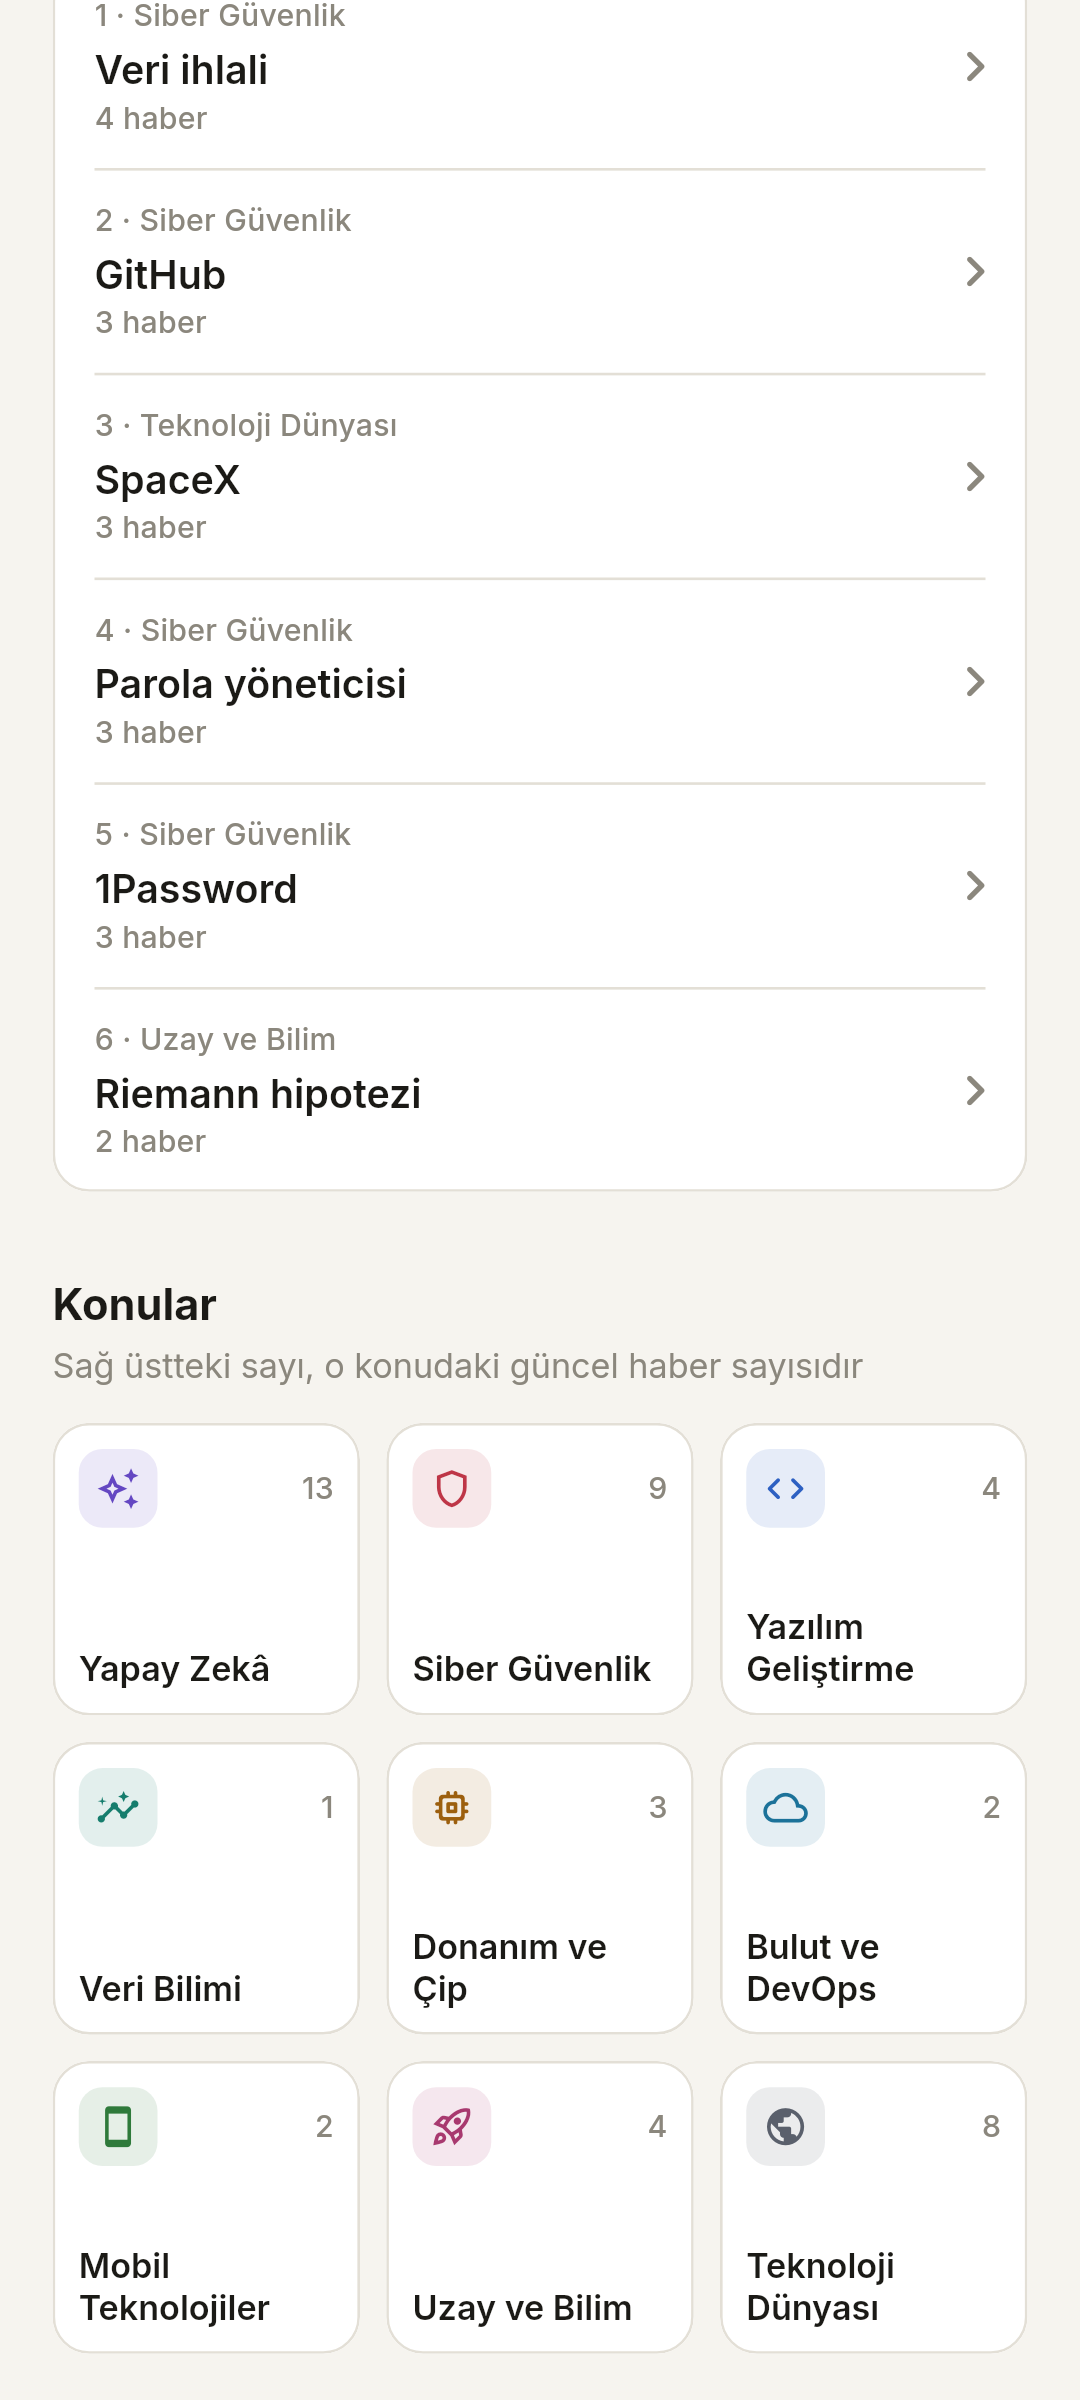 1 · Siber Güvenlik
Veri ihlali
4 haber
2 · Siber Güvenlik
GitHub
3 haber
3 · Teknoloji Dünyası
SpaceX
3 haber
4 · Siber Güvenlik
Parola yöneticisi
3 haber
5 · Siber Güvenlik
1Password
3 haber
6 · Uzay ve Bilim
Riemann hipotezi
2 haber
Konular
Sağ üstteki sayı, o konudaki güncel haber sayısıdır
13
Yapay Zekâ
9
Siber Güvenlik
4
Yazılım
Geliştirme
1
Veri Bilimi
3
Donanım ve
Çip
2
Bulut ve
DevOps
2
Mobil
Teknolojiler
4
Uzay ve Bilim
8
Teknoloji
Dünyası